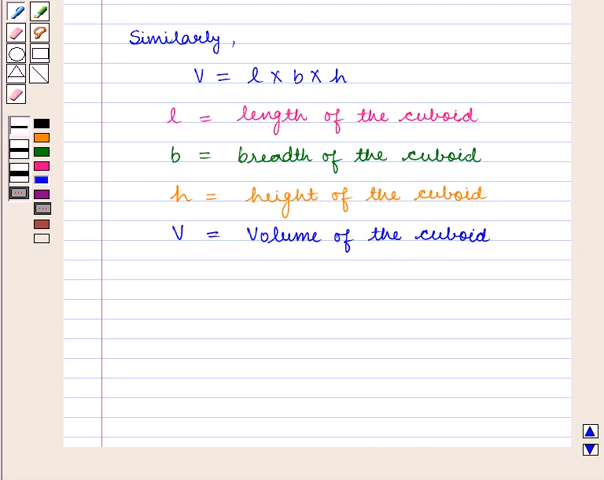 Similarly,
V = l × b × h
l = length of the cuboid
b = breadth of the cuboid
h = height of the cuboid
V = Volume of the cuboid